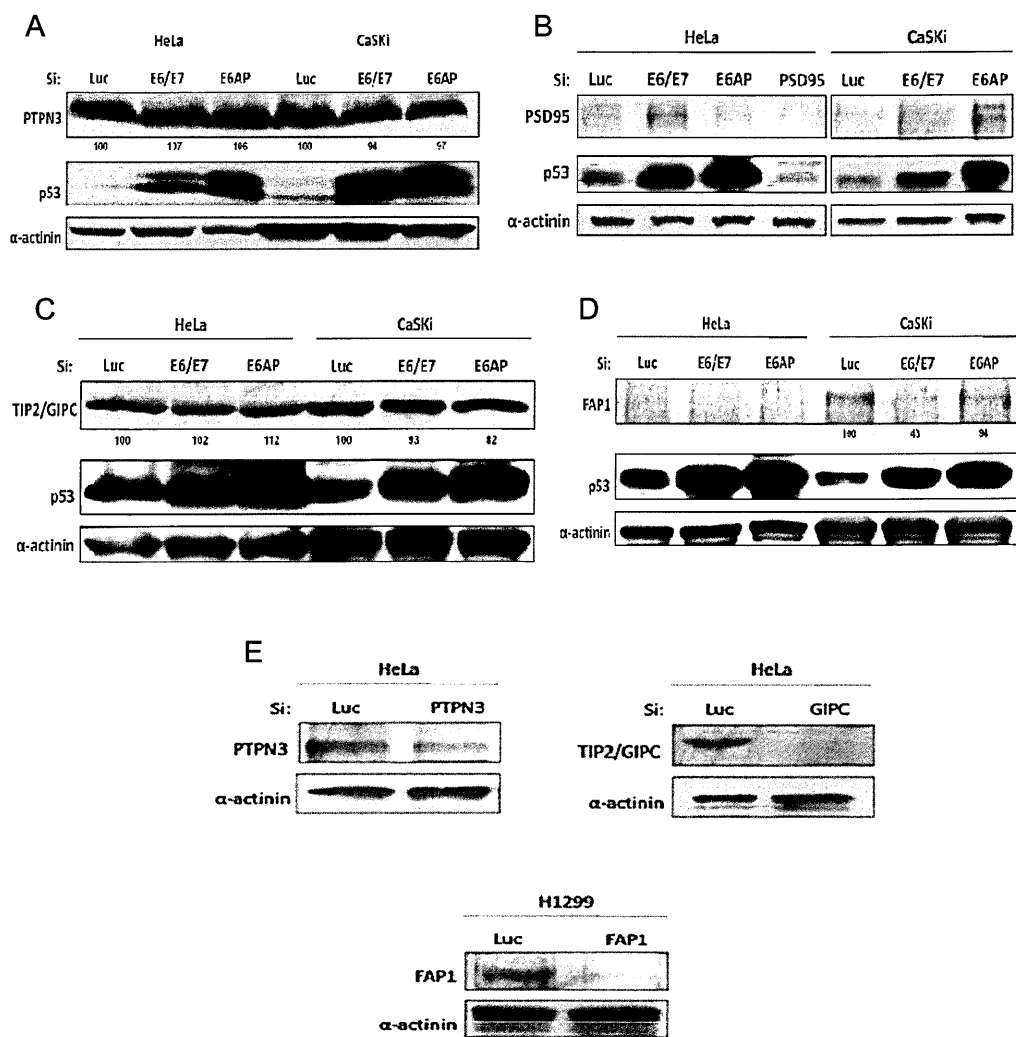 A
HeLa CaSKi
Si: Luc E6/E7 E6AP Luc E6/E7 E6AP
PTPN3
100 106 100 94 97
p53
α-actinin
B
HeLa CaSKi
Si: Luc E6/E7 E6AP PSD95 Luc E6/E7 E6AP
PSD95
p53
α-actinin
C
HeLa CaSKi
Si: Luc E6/E7 E6AP Luc E6/E7 E6AP
TIP2/GIPC
100 102 112 100 93 82
p53
α-actinin
D
HeLa CaSKi
Si: Luc E6/E7 E6AP Luc E6/E7 E6AP
FAP1
100 43 94
p53
α-actinin
E
HeLa
Si: Luc PTPN3
PTPN3
α-actinin
HeLa
Si: Luc GIPC
TIP2/GIPC
α-actinin
H1299
Luc FAP1
FAP1
α-actinin